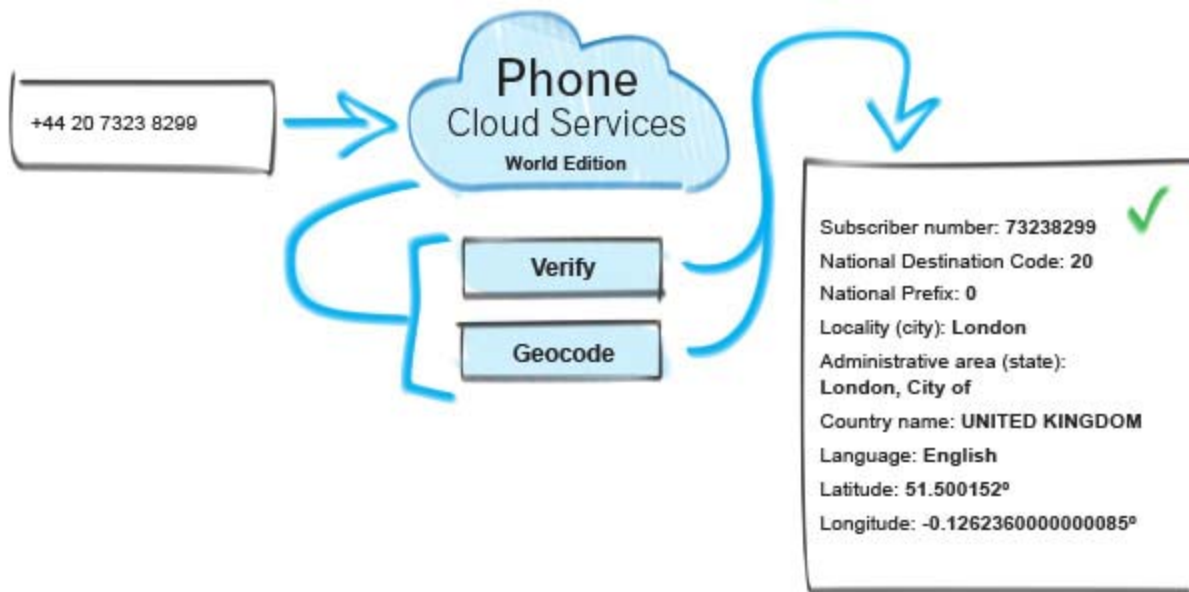 +44 20 7323 8299
Phone
Cloud Services
World Edition
Verify
Geocode
Subscriber number: 73238299
National Destination Code: 20
National Prefix: 0
Locality (city): London
Administrative area (state):
London, City of
Country name: UNITED KINGDOM
Language: English
Latitude: 51.500152º
Longitude: -0.1262360000000085º